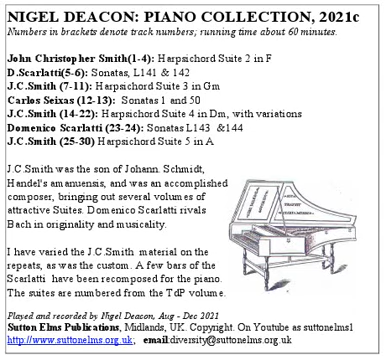 NIGEL DEACON: PIANO COLLECTION, 2021c
Numbers in brackets denote track numbers; running time about 60 minutes.
John Christopher Smith(1-4): Harpsichord Suite 2 in F
D.Scarlatti(5-6): Sonatas, L141 & 142
J.C.Smith (7-11): Harpsichord Suite 3 in Gm
Carlos Seixas (12-13): Sonatas 1 and 50
J.C.Smith (14-22): Harpsichord Suite 4 in Dm, with variations
Domenico Scarlatti (23-24): Sonatas L143 &144
J.C.Smith (25-30) Harpsichord Suite 5 in A
J.C.Smith was the son of Johann. Schmidt,
Handel's amanuensis, and was an accomplished
composer, bringing out several volumes of
attractive Suites. Domenico Scarlatti rivals
Bach in originality and musicality.
I have varied the J.C.Smith material on the
repeats, as was the custom. A few bars of the
Scarlatti have been recomposed for the piano.
The suites are numbered from the TdP volume.
Played and recorded by Nigel Deacon, Aug - Dec 2021
Sutton Elms Publications, Midlands, UK. Copyright. On Youtube as suttonelms1
http://www.suttonelms.org.uk; email:diversity@suttonelms.org.uk